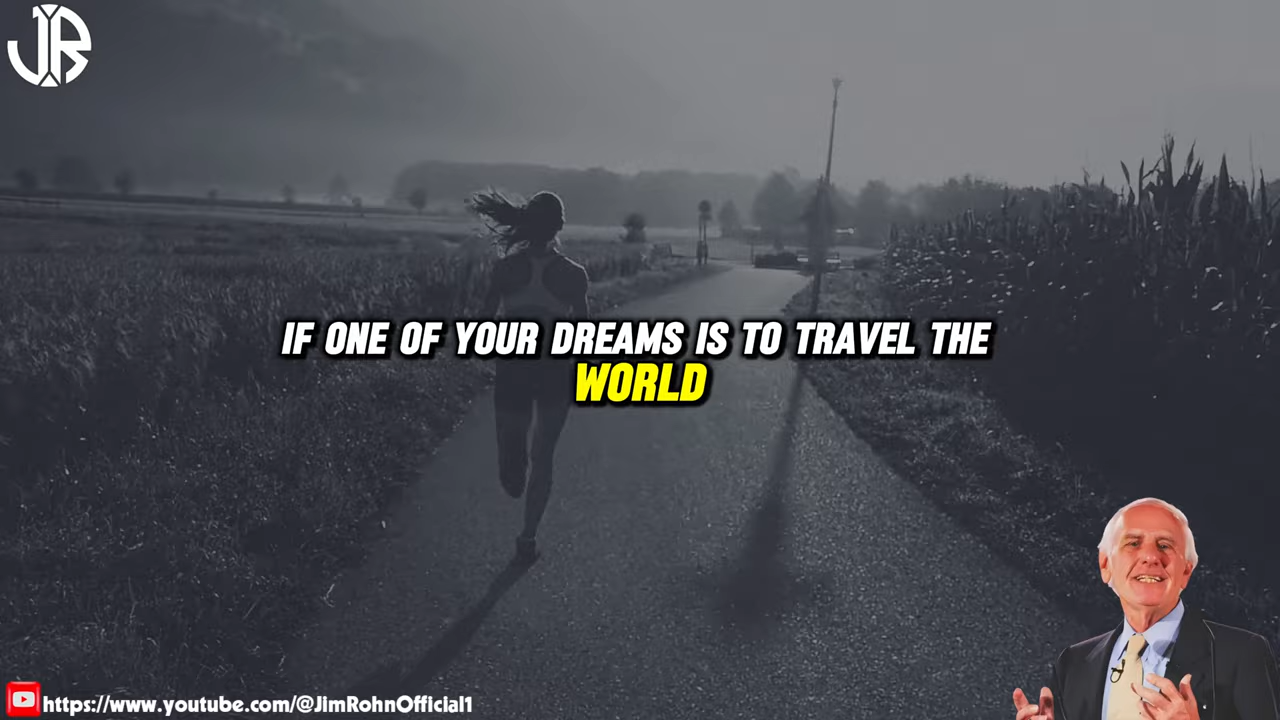 JR
IF ONE OF YOUR DREAMS IS TO TRAVEL THE
WORLD
https://www.youtube.com/@JimRohnOfficial1